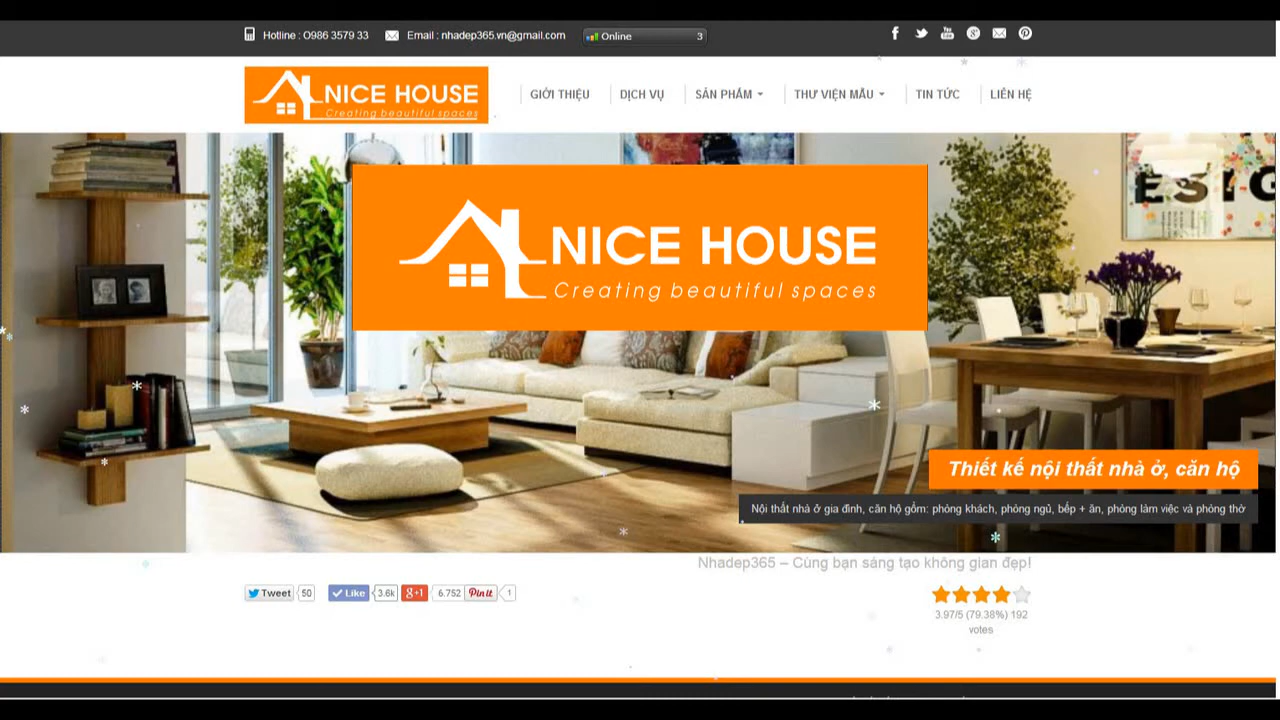 Hotline : 0986 3579 33
Email : nhadep365.vn@gmail.com
Online 3
NICE HOUSE
Creating beautiful spaces
GIỚI THIỆU
DỊCH VỤ
SẢN PHẨM
THƯ VIỆN MẪU
TIN TỨC
LIÊN HỆ
NICE HOUSE
Creating beautiful spaces
Thiết kế nội thất nhà ở, căn hộ
Nội thất nhà ở gia đình, căn hộ gồm: phòng khách, phòng ngủ, bếp + ăn, phòng làm việc và phòng thờ
Nhadep365 – Cùng bạn sáng tạo không gian đẹp!
Tweet 50
Like 3.6k
g+1 6.752
Pin it 1
3.97/5 (79.38%) 192
votes